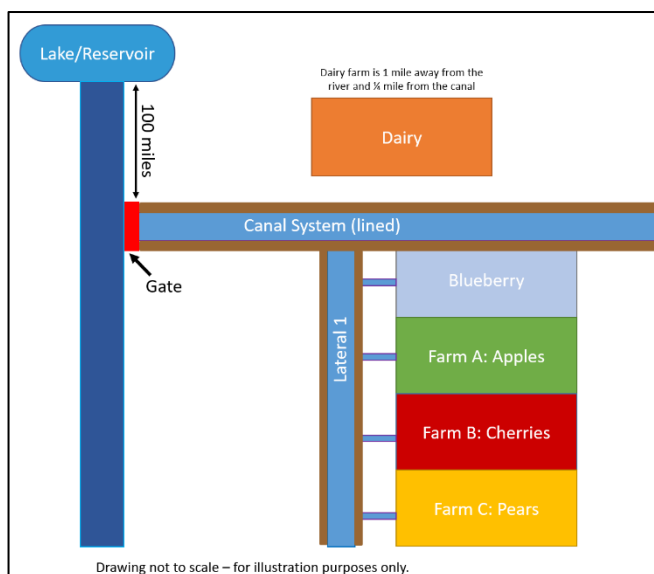 Lake/Reservoir
Dairy farm is 1 mile away from the
river and ¼ mile from the canal
100 miles
Dairy
Canal System (lined)
Gate
Blueberry
Lateral 1
Farm A: Apples
Farm B: Cherries
Farm C: Pears
Drawing not to scale – for illustration purposes only.